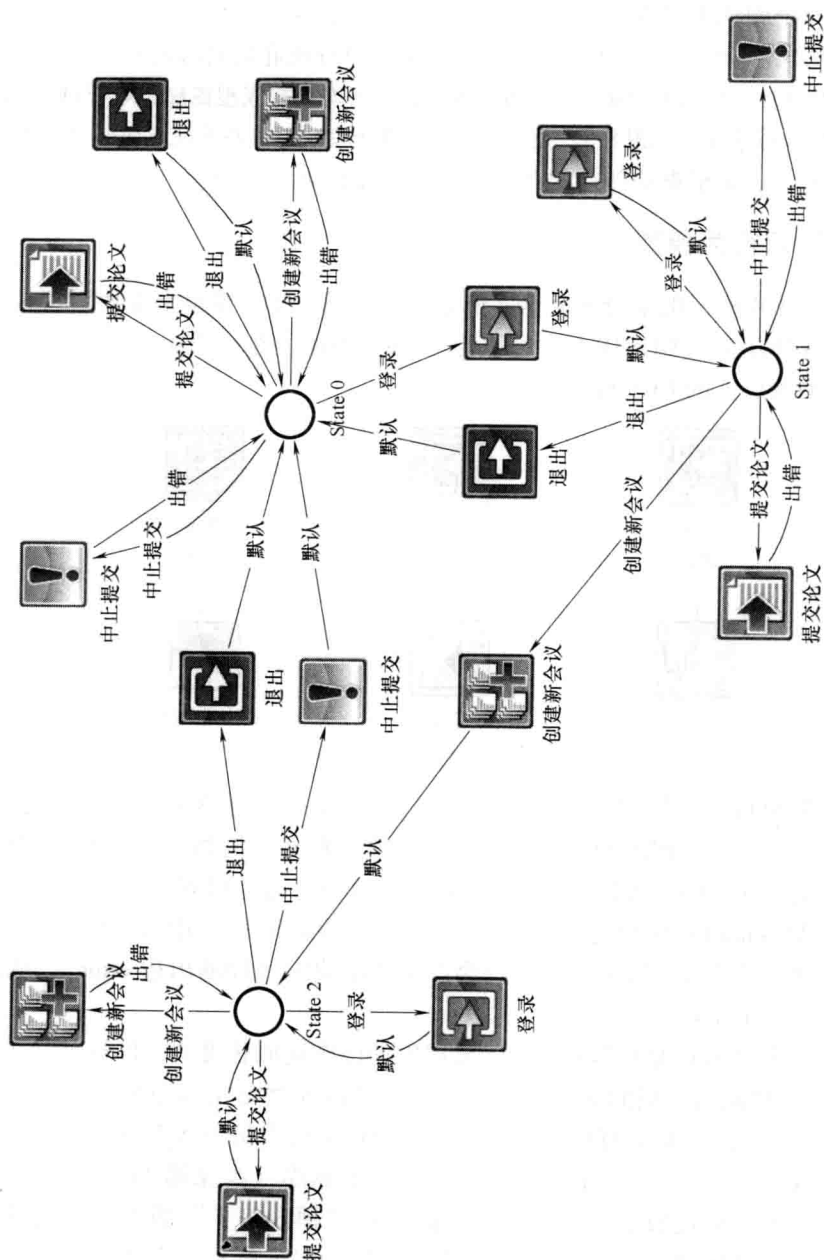 创建新会议
出错
创建新会议
中止提交
出错
中止提交
提交论文
出错
提交论文
退出
退出
默认
默认
提交论文
提交论文
State 2
登录
默认
登录
退出
退出
默认
中止提交
默认
中止提交
State 0
创建新会议
出错
创建新会议
默认
创建新会议
创建新会议
登录
登录
默认
默认
退出
退出
登录
登录
默认
提交论文
提交论文
出错
State 1
中止提交
出错
中止提交